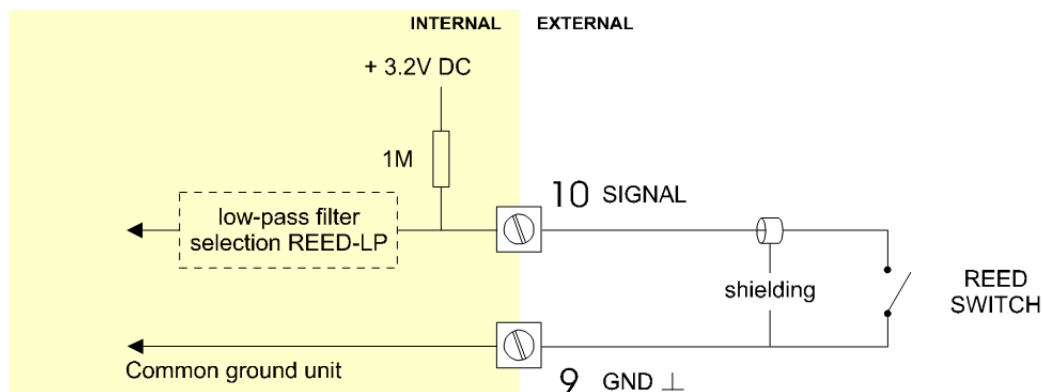 INTERNAL
EXTERNAL
+ 3.2V DC
1M
10 SIGNAL
low-pass filter
selection REED-LP
shielding
REED
SWITCH
Common ground unit
9 GND ⊥